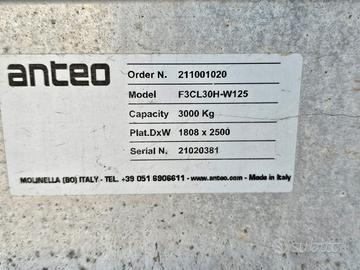 anteo
Order N. 211001020
Model F3CL30H-W125
Capacity 3000 Kg
Plat.DxW 1808 x 2500
Serial N. 21020381
MOLINELLA (BO) ITALY - TEL. +39 051 6906611 - www.anteo.com - Made in Italy
subito